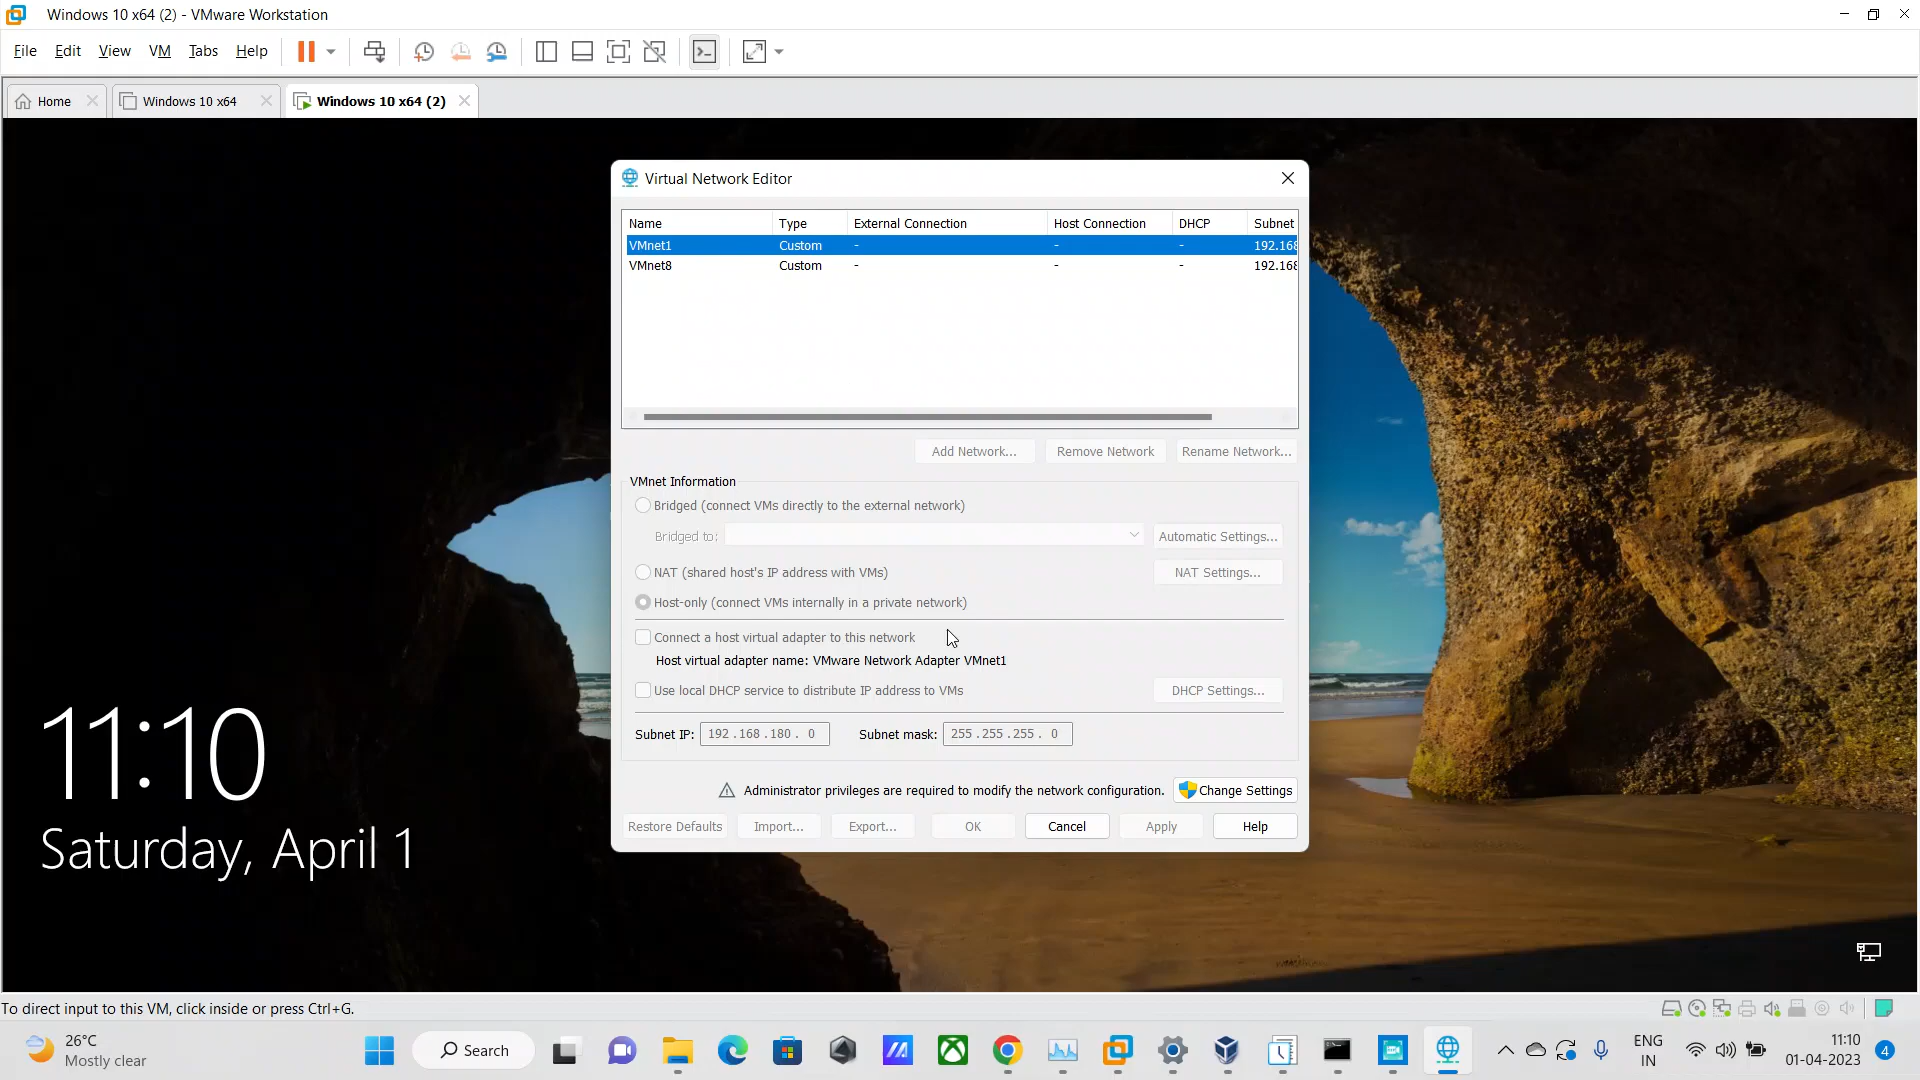 Windows 10 x64 (2) - VMware Workstation
File Edit View VM Tabs Help
Home Windows 10 x64 Windows 10 x64 (2)
Virtual Network Editor
Name Type External Connection Host Connection DHCP Subnet
VMnet1 Custom - - - 192.168
VMnet8 Custom - - - 192.168
Add Network... Remove Network Rename Network...
VMnet Information
Bridged (connect VMs directly to the external network)
Bridged to: Automatic Settings...
NAT (shared host's IP address with VMs) NAT Settings...
Host-only (connect VMs internally in a private network)
Connect a host virtual adapter to this network
Host virtual adapter name: VMware Network Adapter VMnet1
Use local DHCP service to distribute IP address to VMs DHCP Settings...
Subnet IP: 192 . 168 . 180 . 0 Subnet mask: 255 . 255 . 255 . 0
Administrator privileges are required to modify the network configuration. Change Settings
Restore Defaults Import... Export... OK Cancel Apply Help
11:10
Saturday, April 1
To direct input to this VM, click inside or press Ctrl+G.
26°C
Mostly clear
Search
ENG
IN
11:10
01-04-2023
4